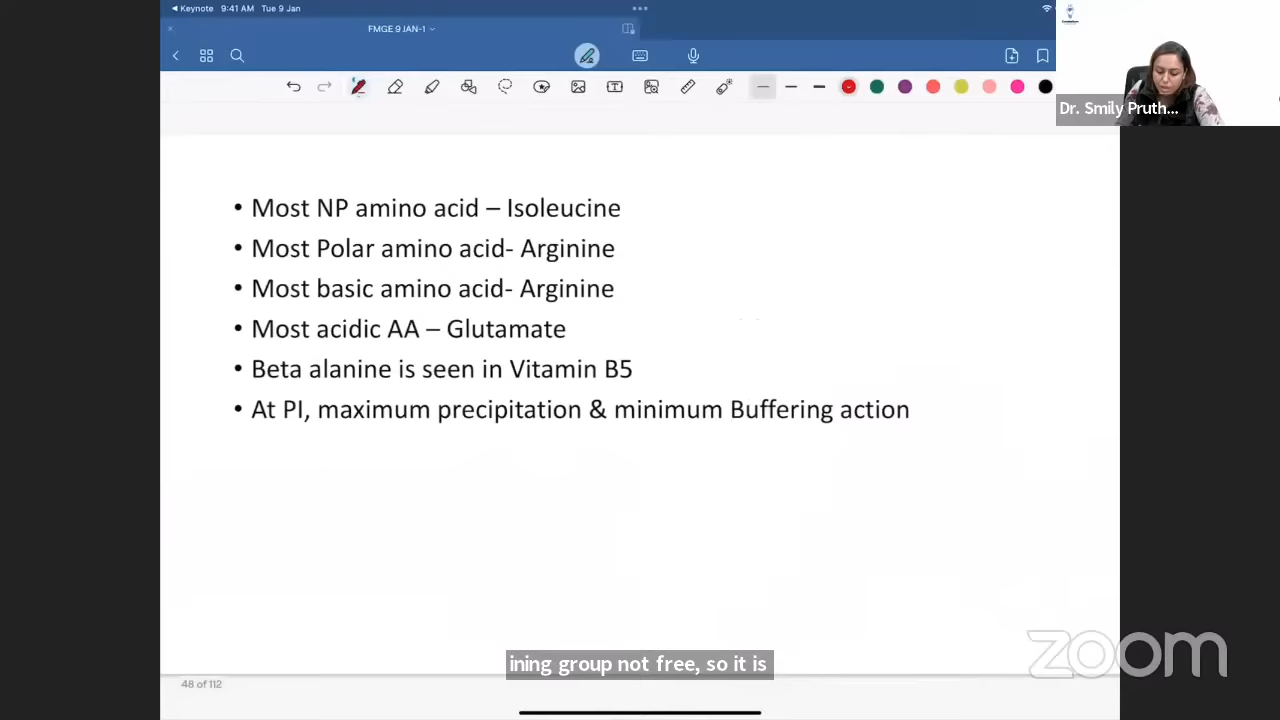 Keynote 9:41 AM Tue 9 Jan
FMGE 9 JAN-1
Dr. Smily Pruth...
• Most NP amino acid – Isoleucine
• Most Polar amino acid- Arginine
• Most basic amino acid- Arginine
• Most acidic AA – Glutamate
• Beta alanine is seen in Vitamin B5
• At PI, maximum precipitation & minimum Buffering action
ining group not free, so it is
zoom
48 of 112